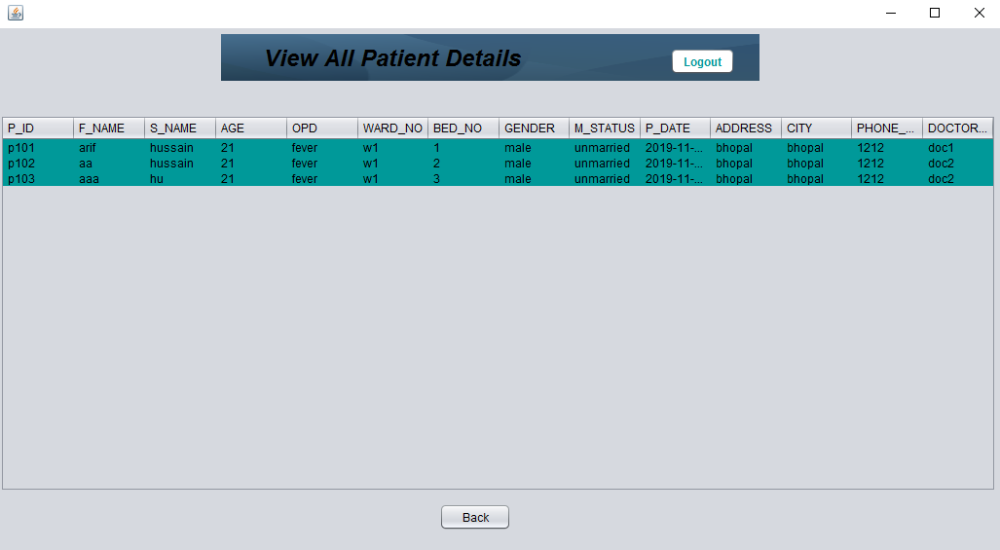 View All Patient Details
Logout
P_ID F_NAME S_NAME AGE OPD WARD_NO BED_NO GENDER M_STATUS P_DATE ADDRESS CITY PHONE_... DOCTOR...
p101 arif hussain 21 fever w1 1 male unmarried 2019-11-... bhopal bhopal 1212 doc1
p102 aa hussain 21 fever w1 2 male unmarried 2019-11-... bhopal bhopal 1212 doc2
p103 aaa hu 21 fever w1 3 male unmarried 2019-11-... bhopal bhopal 1212 doc2
Back